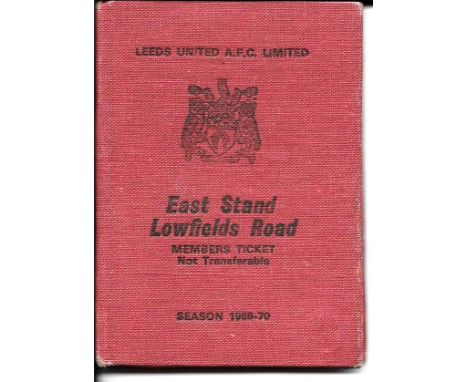 LEEDS UNITED A.F.C. LIMITED
East Stand
Lowfields Road
MEMBERS TICKET
Not Transferable
SEASON 1969-70